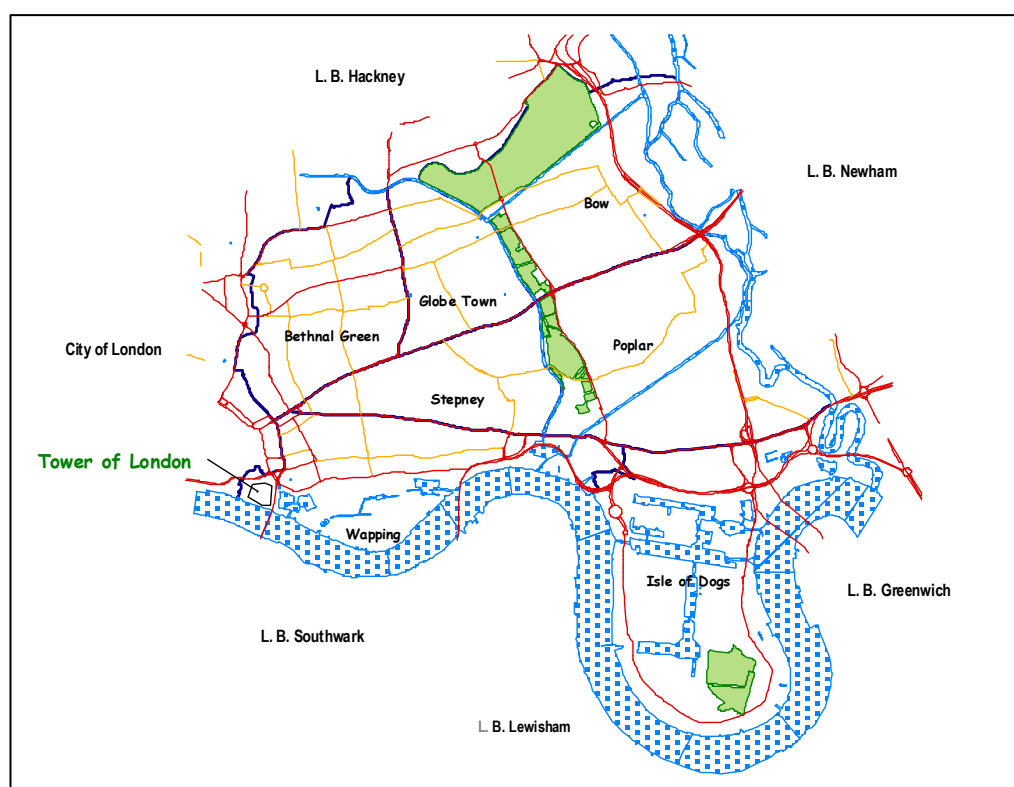 L. B. Hackney
L. B. Newham
Bow
Globe Town
Bethnal Green
City of London
Poplar
Stepney
Tower of London
Wapping
Isle of Dogs
L. B. Greenwich
L. B. Southwark
L. B. Lewisham